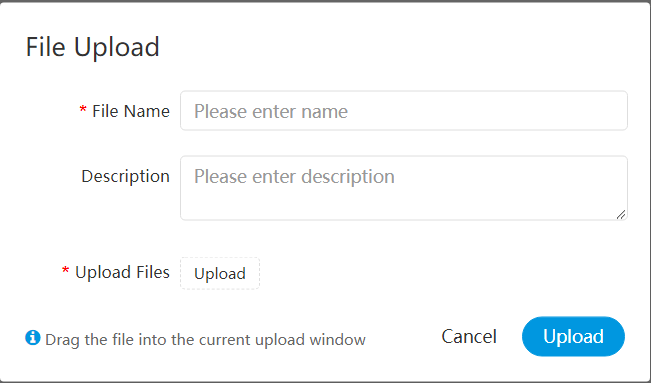 File Upload
* File Name
Please enter name
Description
Please enter description
* Upload Files
Upload
Drag the file into the current upload window
Cancel
Upload